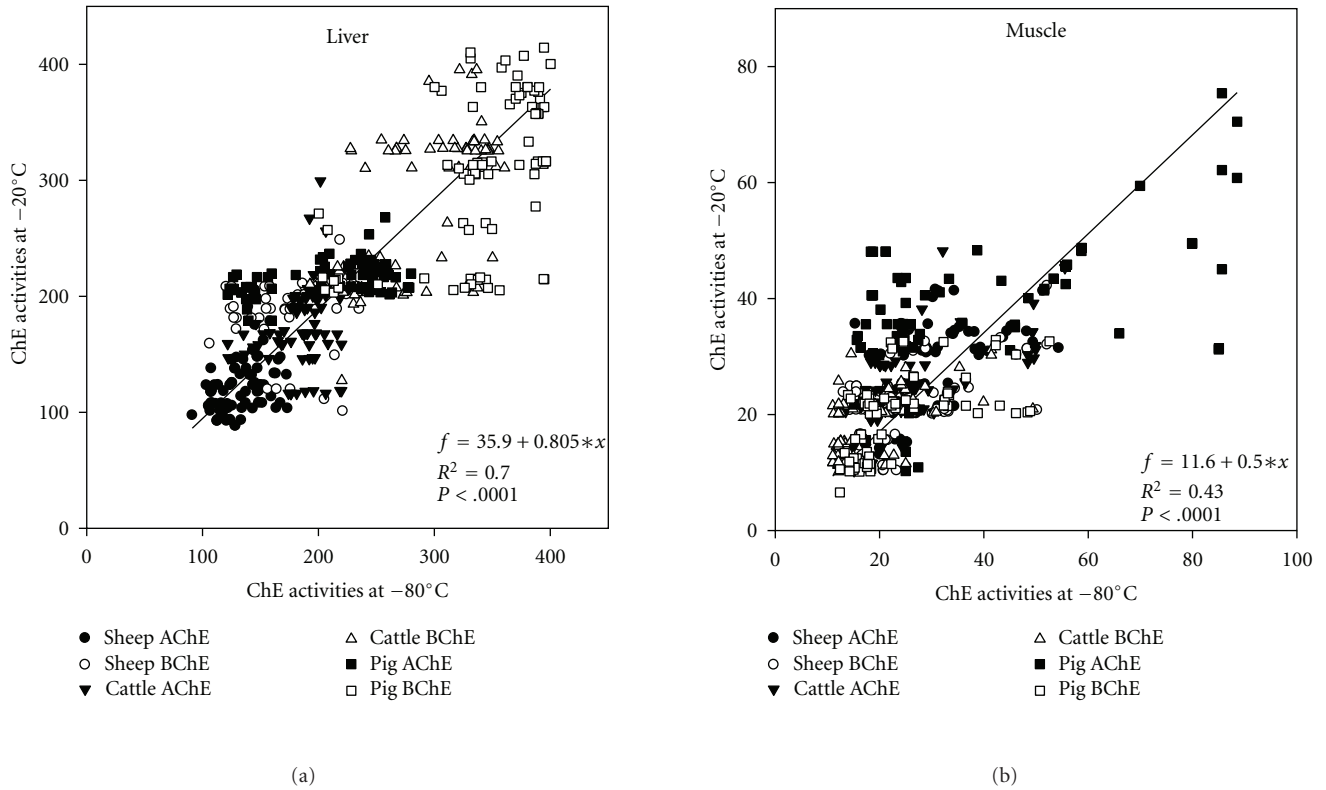 Liver
ChE activities at −20°C
400
300
200
100
0
0 100 200 300 400
f = 35.9 + 0.805∗x
R² = 0.7
P < .0001
ChE activities at −80°C
Sheep AChE
Sheep BChE
Cattle AChE
Cattle BChE
Pig AChE
Pig BChE
(a)
Muscle
ChE activities at −20°C
80
60
40
20
0
0 20 40 60 80 100
f = 11.6 + 0.5∗x
R² = 0.43
P < .0001
ChE activities at −80°C
Sheep AChE
Sheep BChE
Cattle AChE
Cattle BChE
Pig AChE
Pig BChE
(b)